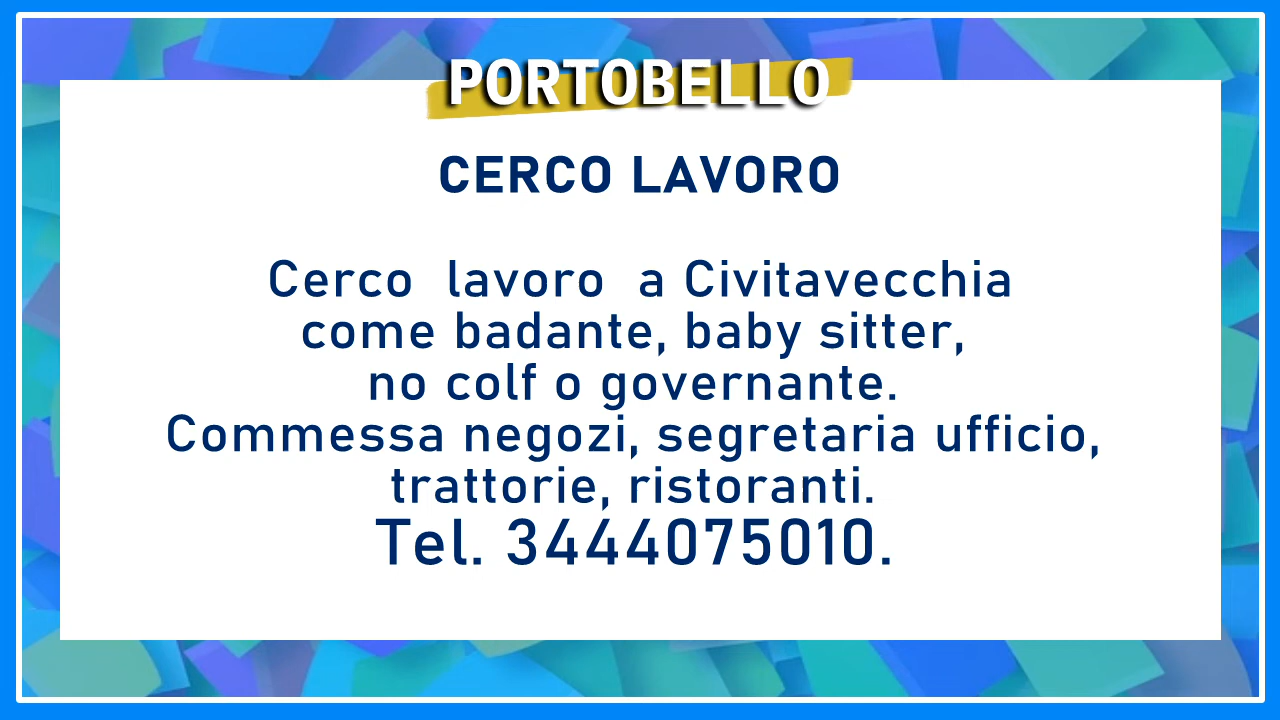 PORTOBELLO
CERCO LAVORO
Cerco lavoro a Civitavecchia
come badante, baby sitter,
no colf o governante.
Commessa negozi, segretaria ufficio,
trattorie, ristoranti.
Tel. 3444075010.